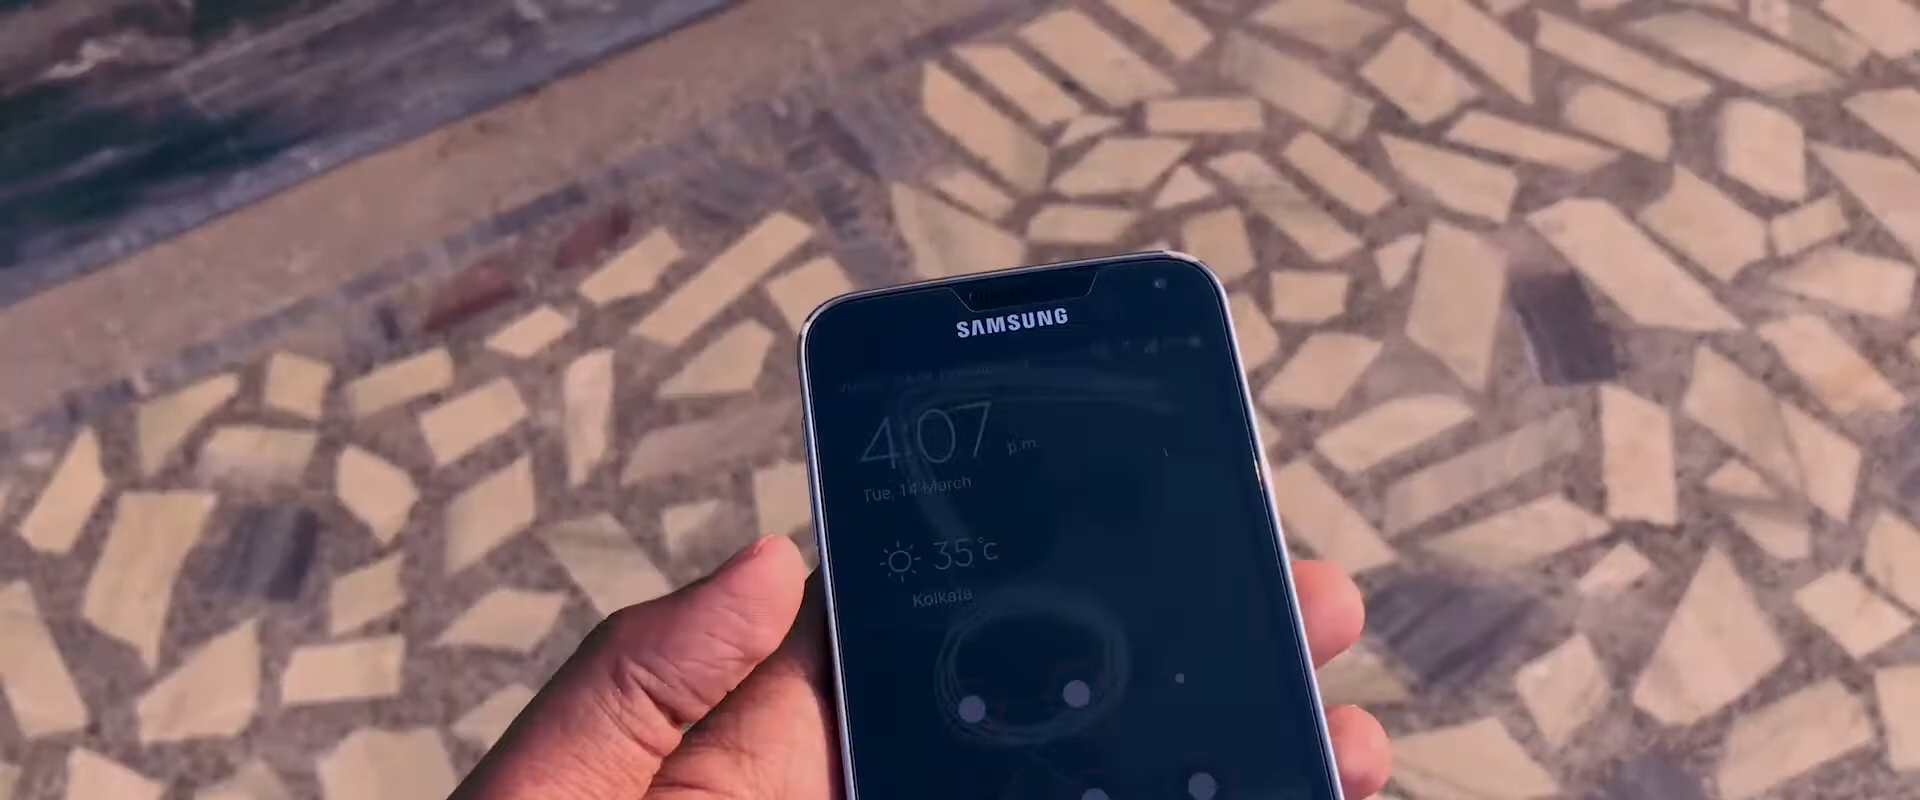 SAMSUNG
4:07 p.m.
Tue, 14 March
35°c
Kolkata